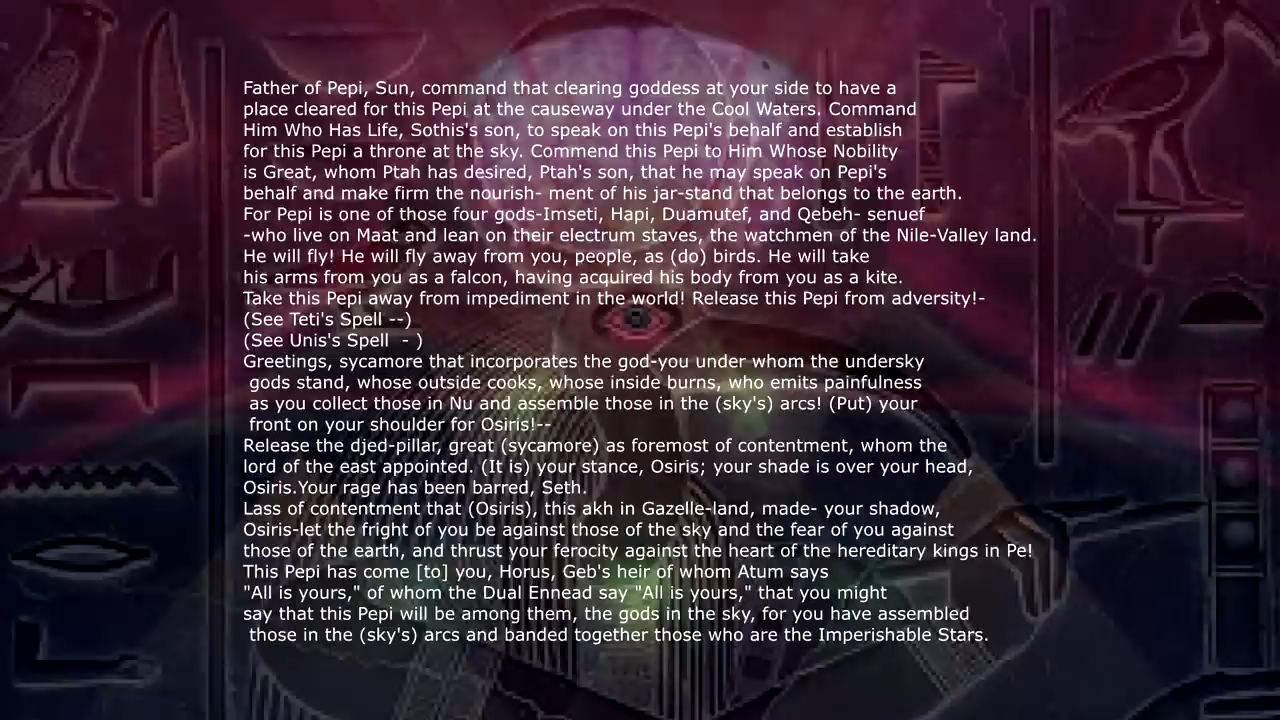 Father of Pepi, Sun, command that clearing goddess at your side to have a
place cleared for this Pepi at the causeway under the Cool Waters. Command
Him Who Has Life, Sothis's son, to speak on this Pepi's behalf and establish
for this Pepi a throne at the sky. Commend this Pepi to Him Whose Nobility
is Great, whom Ptah has desired, Ptah's son, that he may speak on Pepi's
behalf and make firm the nourish- ment of his jar-stand that belongs to the earth.
For Pepi is one of those four gods-Imseti, Hapi, Duamutef, and Qebeh- senuef
-who live on Maat and lean on their electrum staves, the watchmen of the Nile-Valley land.
He will fly! He will fly away from you, people, as (do) birds. He will take
his arms from you as a falcon, having acquired his body from you as a kite.
Take this Pepi away from impediment in the world! Release this Pepi from adversity!-
(See Teti's Spell --)
(See Unis's Spell  - )
Greetings, sycamore that incorporates the god-you under whom the undersky
gods stand, whose outside cooks, whose inside burns, who emits painfulness
as you collect those in Nu and assemble those in the (sky's) arcs! (Put) your
front on your shoulder for Osiris!--
Release the djed-pillar, great (sycamore) as foremost of contentment, whom the
lord of the east appointed. (It is) your stance, Osiris; your shade is over your head,
Osiris.Your rage has been barred, Seth.
Lass of contentment that (Osiris), this akh in Gazelle-land, made- your shadow,
Osiris-let the fright of you be against those of the sky and the fear of you against
those of the earth, and thrust your ferocity against the heart of the hereditary kings in Pe!
This Pepi has come [to] you, Horus, Geb's heir of whom Atum says
"All is yours," of whom the Dual Ennead say "All is yours," that you might
say that this Pepi will be among them, the gods in the sky, for you have assembled
those in the (sky's) arcs and banded together those who are the Imperishable Stars.